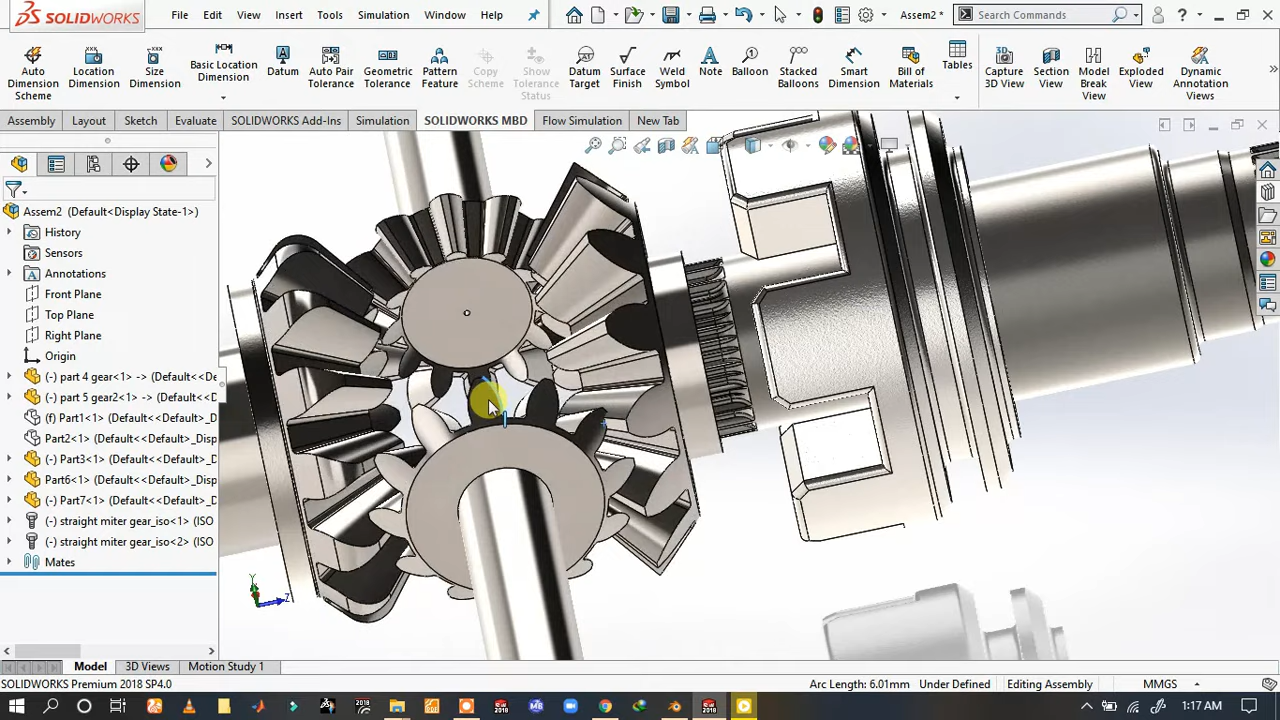 SOLIDWORKS
File Edit View Insert Tools Simulation Window Help
Assem2 *
Search Commands
Auto Dimension Scheme
Location Dimension
Size Dimension
Basic Location Dimension
Datum
Auto Pair Tolerance
Geometric Tolerance
Pattern Feature
Copy Scheme
Show Tolerance Status
Datum Target
Surface Finish
Weld Symbol
Note
Balloon
Stacked Balloons
Smart Dimension
Bill of Materials
Tables
Capture 3D View
Section View
Model Break View
Exploded View
Dynamic Annotation Views
Assembly Layout Sketch Evaluate SOLIDWORKS Add-Ins Simulation SOLIDWORKS MBD Flow Simulation New Tab
Assem2 (Default<Display State-1>)
History
Sensors
Annotations
Front Plane
Top Plane
Right Plane
Origin
(-) part 4 gear<1> -> (Default<<De
(-) part 5 gear2<1> -> (Default<<D
(f) Part1<1> (Default<<Default>_D
Part2<1> (Default<<Default>_Disp
(-) Part3<1> (Default<<Default>_D
Part6<1> (Default<<Default>_Disp
(-) Part7<1> (Default<<Default>_D
(-) straight miter gear_iso<1> (ISO
(-) straight miter gear_iso<2> (ISO
Mates
Y
Z
Model 3D Views Motion Study 1
SOLIDWORKS Premium 2018 SP4.0
Arc Length: 6.01mm Under Defined Editing Assembly MMGS
1:17 AM